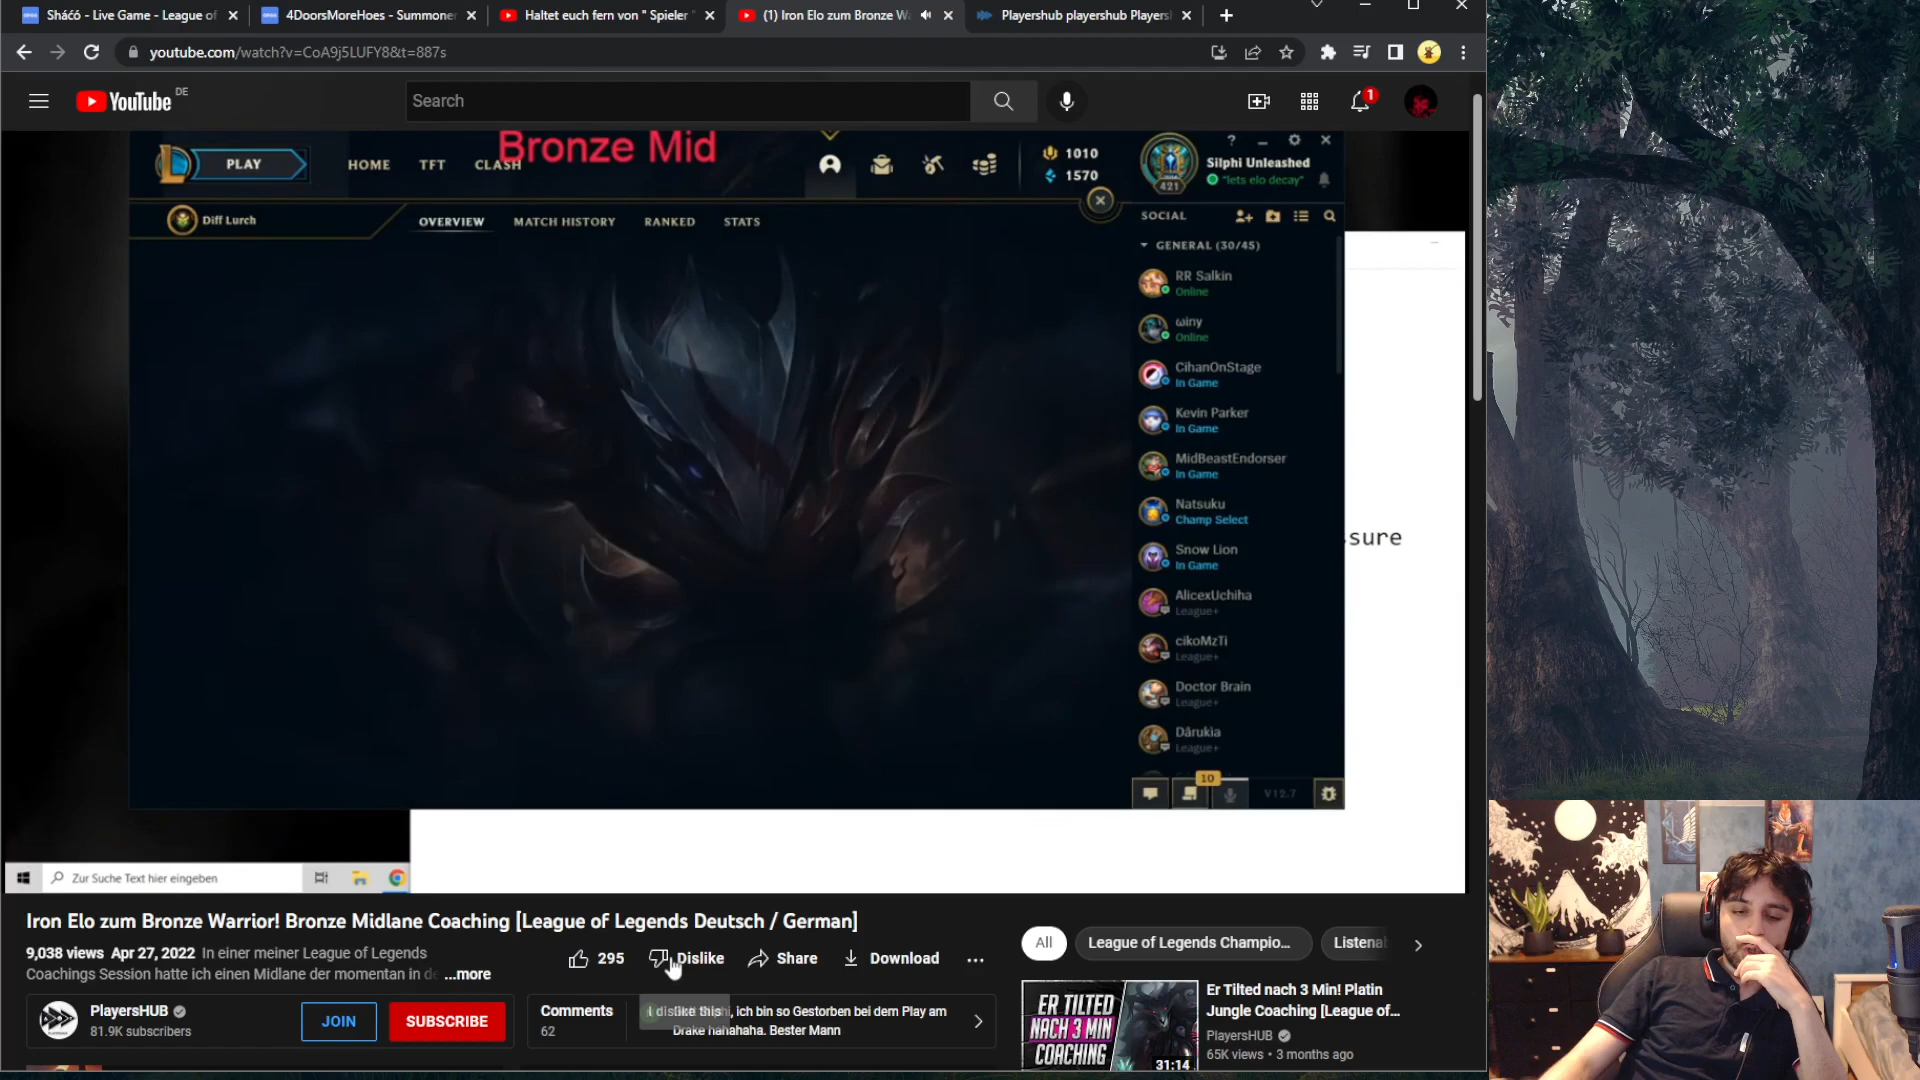 Sháćó - Live Game - League of
4DoorsMoreHoes - Summoner
Haltet euch fern von " Spieler "
(1) Iron Elo zum Bronze W
Playershub playershub Players
youtube.com/watch?v=CoA9j5LUFY8&t=887s
YouTube DE
Search
1
Bronze Mid
PLAY
HOME
TFT
CLASH
1010
1570
421
Silphi Unleashed
"lets elo decay"
Diff Lurch
OVERVIEW
MATCH HISTORY
RANKED
STATS
SOCIAL
GENERAL (30/45)
RR Salkin
Online
ωiny
Online
CihanOnStage
In Game
Kevin Parker
In Game
MidBeastEndorser
In Game
Natsuku
Champ Select
Snow Lion
In Game
AlicexUchiha
League+
cikoMzTi
League+
Doctor Brain
League+
Dârukìa
League+
10
V12.7
sure
Zur Suche Text hier eingeben
Iron Elo zum Bronze Warrior! Bronze Midlane Coaching [League of Legends Deutsch / German]
9,038 views Apr 27, 2022 In einer meiner League of Legends
Coachings Session hatte ich einen Midlane der momentan in de ...more
295
Dislike
Share
Download
PlayersHUB
81.9K subscribers
JOIN
SUBSCRIBE
Comments
62
I dislike this
, ich bin so Gestorben bei dem Play am
Drake hahahaha. Bester Mann
All
League of Legends Champio...
Listena
ER TILTED
NACH 3 MIN
COACHING
31:14
Er Tilted nach 3 Min! Platin
Jungle Coaching [League of...
PlayersHUB
65K views • 3 months ago